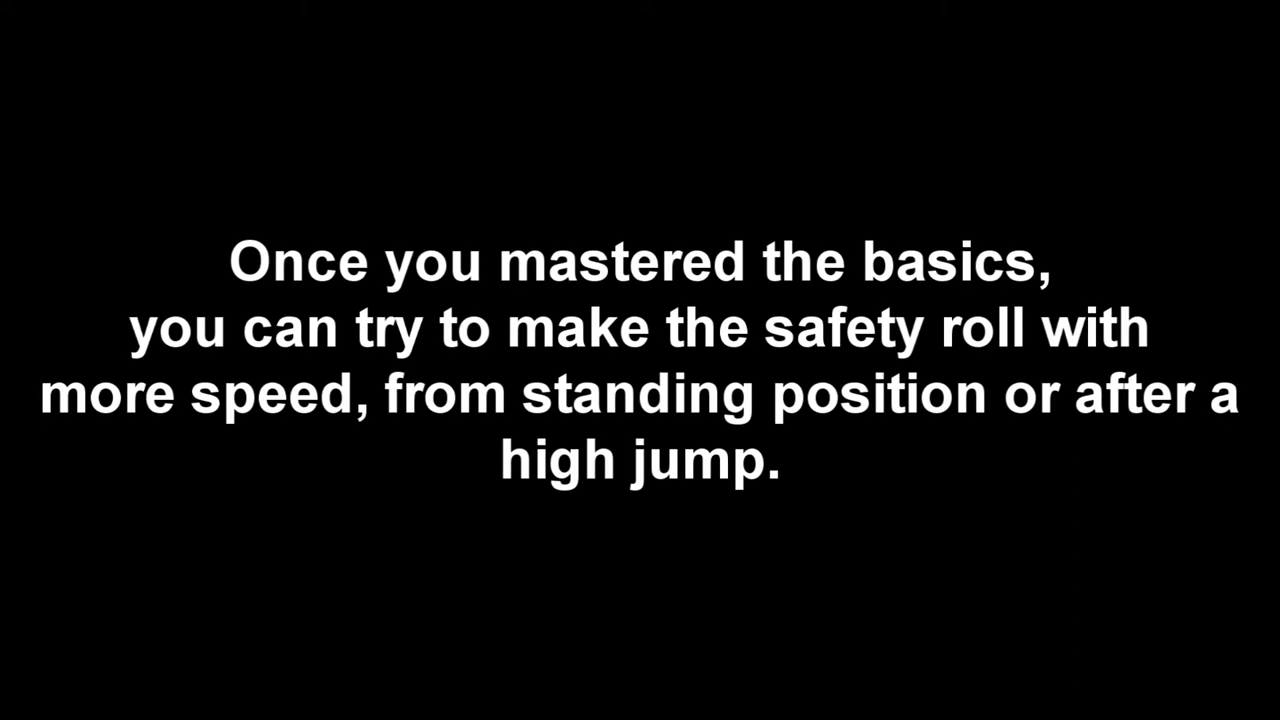 Once you mastered the basics,
you can try to make the safety roll with
more speed, from standing position or after a
high jump.